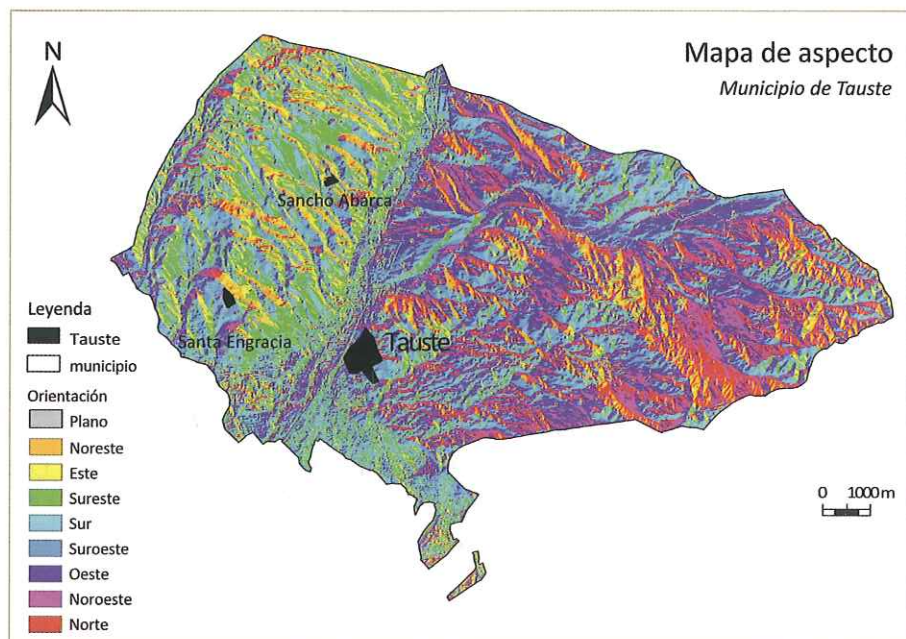 N
Mapa de aspecto
Municipio de Tauste
Sancho Abarca
Santa Engracia
Tauste
Leyenda
Tauste
municipio
Orientación
Plano
Noreste
Este
Sureste
Sur
Suroeste
Oeste
Noroeste
Norte
0 1000 m